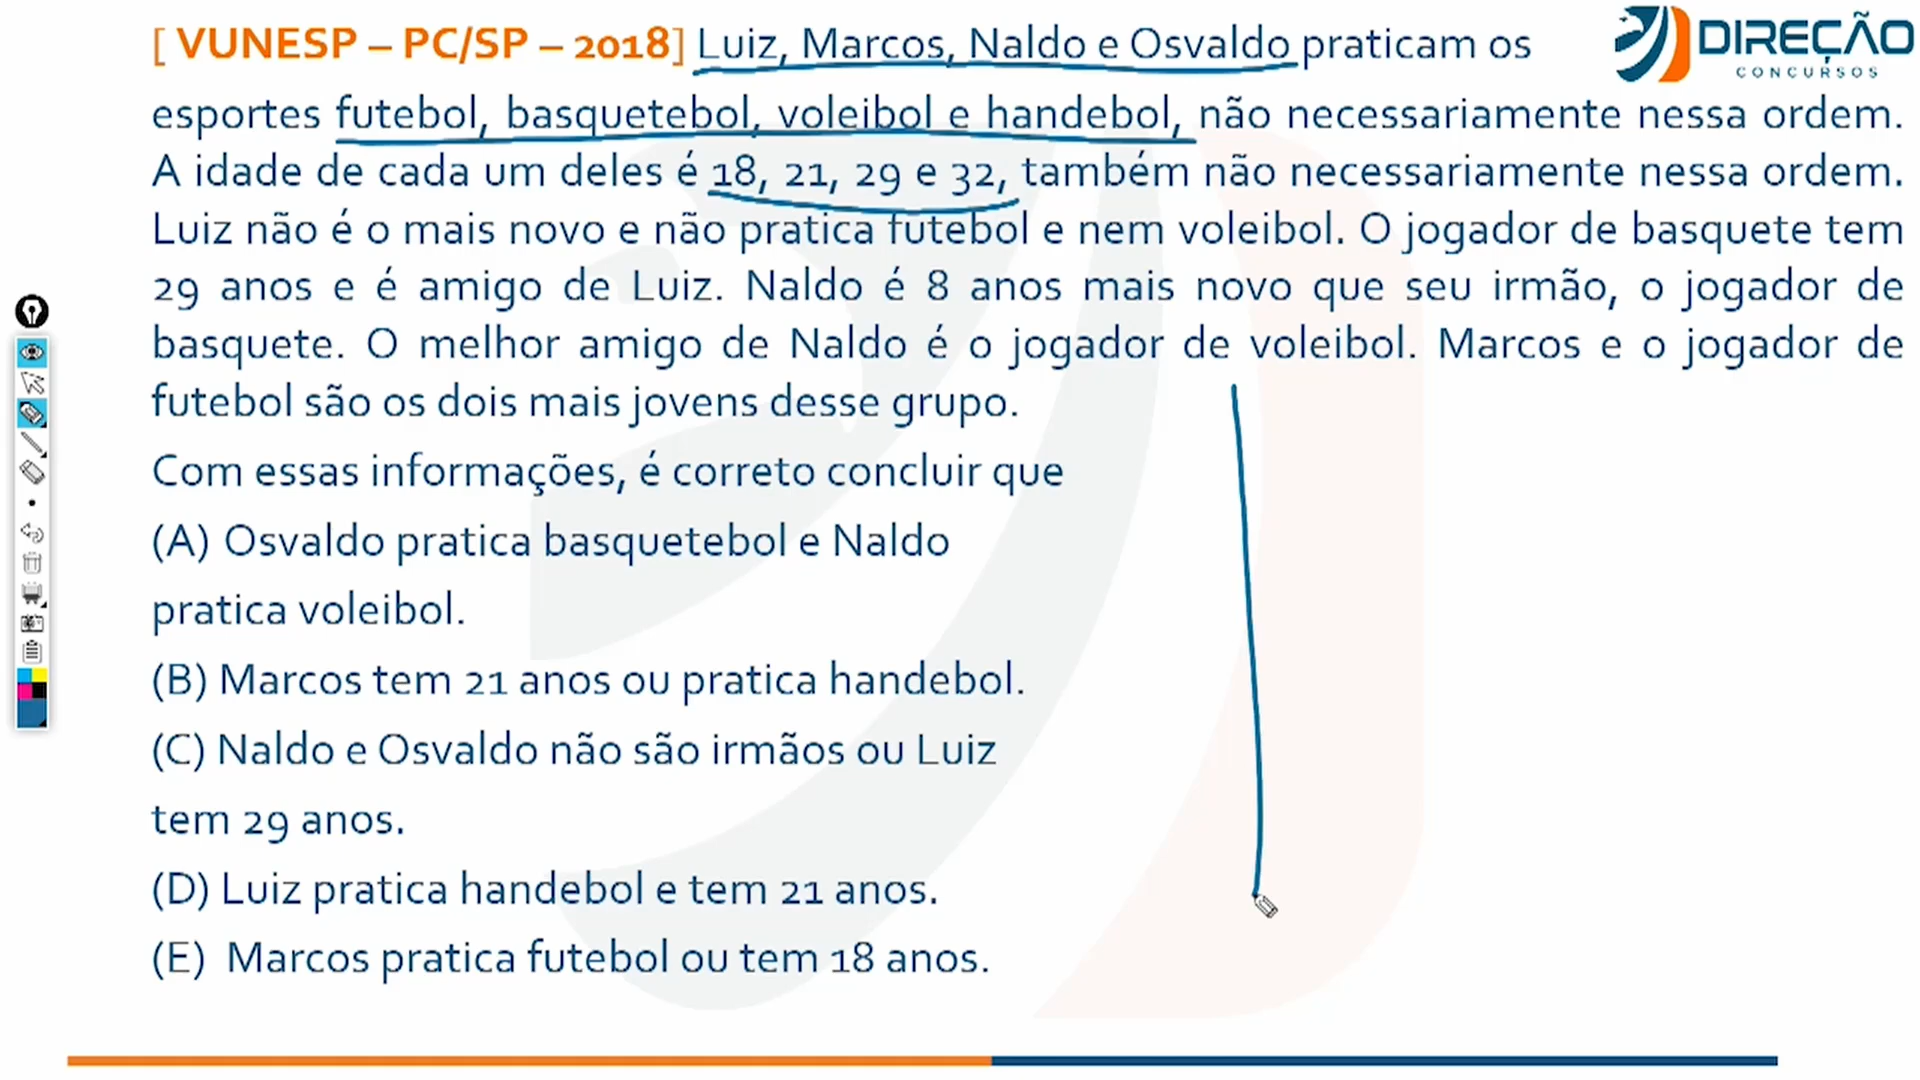 [ VUNESP – PC/SP – 2018] Luiz, Marcos, Naldo e Osvaldo praticam os
DIREÇÃO
CONCURSOS
esportes futebol, basquetebol, voleibol e handebol, não necessariamente nessa ordem.
A idade de cada um deles é 18, 21, 29 e 32, também não necessariamente nessa ordem.
Luiz não é o mais novo e não pratica futebol e nem voleibol. O jogador de basquete tem
29 anos e é amigo de Luiz. Naldo é 8 anos mais novo que seu irmão, o jogador de
basquete. O melhor amigo de Naldo é o jogador de voleibol. Marcos e o jogador de
futebol são os dois mais jovens desse grupo.
Com essas informações, é correto concluir que
(A) Osvaldo pratica basquetebol e Naldo
pratica voleibol.
(B) Marcos tem 21 anos ou pratica handebol.
(C) Naldo e Osvaldo não são irmãos ou Luiz
tem 29 anos.
(D) Luiz pratica handebol e tem 21 anos.
(E) Marcos pratica futebol ou tem 18 anos.